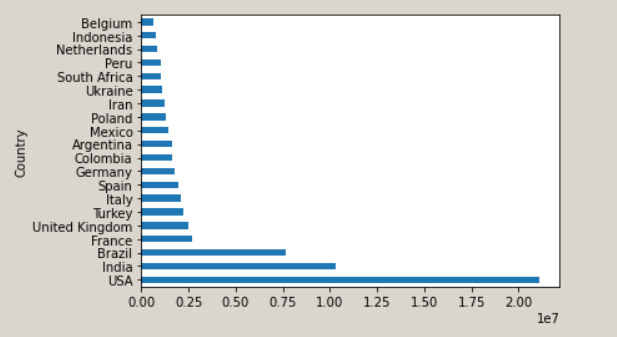 Country
Belgium
Indonesia
Netherlands
Peru
South Africa
Ukraine
Iran
Poland
Mexico
Argentina
Colombia
Germany
Spain
Italy
Turkey
United Kingdom
France
Brazil
India
USA
0.00 0.25 0.50 0.75 1.00 1.25 1.50 1.75 2.00
1e7